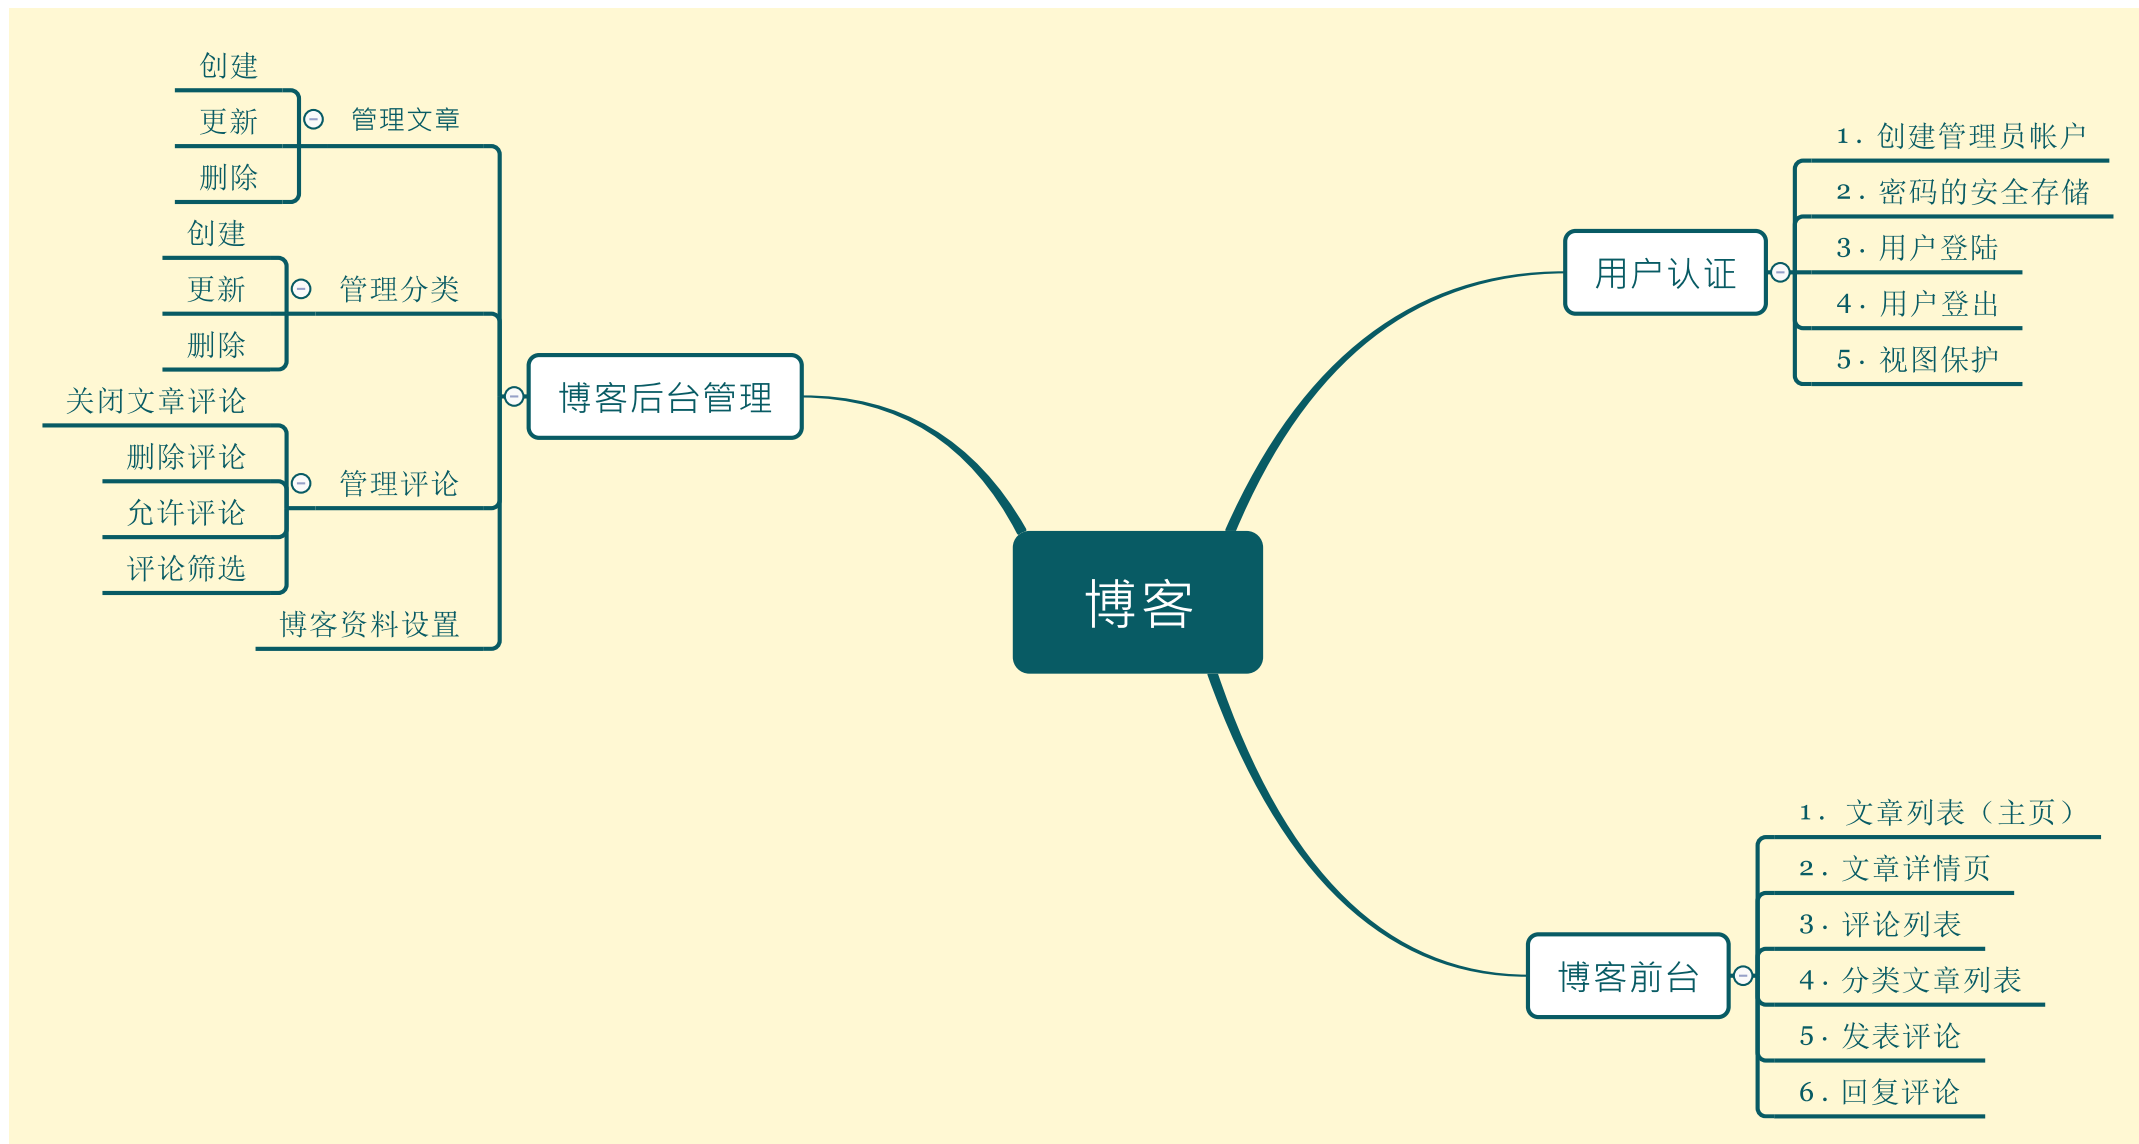 博客
用户认证
1. 创建管理员帐户
2. 密码的安全存储
3. 用户登陆
4. 用户登出
5. 视图保护
博客前台
1. 文章列表（主页）
2. 文章详情页
3. 评论列表
4. 分类文章列表
5. 发表评论
6. 回复评论
博客后台管理
管理文章
创建
更新
删除
管理分类
创建
更新
删除
管理评论
关闭文章评论
删除评论
允许评论
评论筛选
博客资料设置